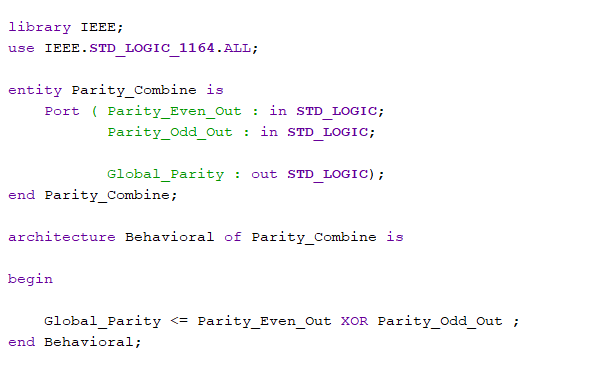 library IEEE;
use IEEE.STD_LOGIC_1164.ALL;
entity Parity_Combine is
Port ( Parity_Even_Out : in STD_LOGIC;
Parity_Odd_Out : in STD_LOGIC;
Global_Parity : out STD_LOGIC);
end Parity_Combine;
architecture Behavioral of Parity_Combine is
begin
Global_Parity <= Parity_Even_Out XOR Parity_Odd_Out ;
end Behavioral;